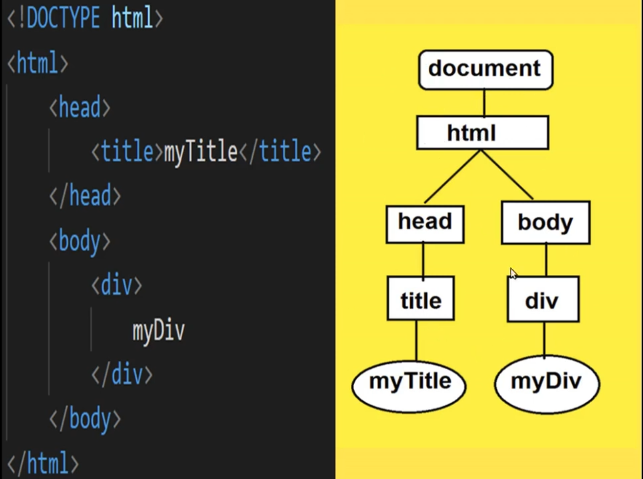 <!DOCTYPE html>
<html>
<head>
<title>myTitle</title>
</head>
<body>
<div>
myDiv
</div>
</body>
</html>
document
html
head body
title div
myTitle myDiv